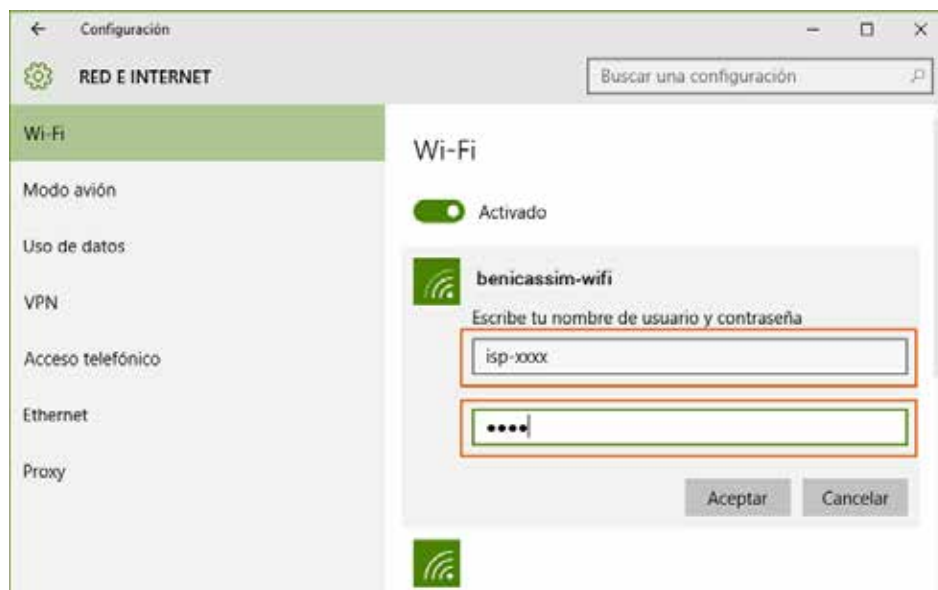 Configuración
RED E INTERNET
Buscar una configuración
Wi-Fi
Modo avión
Uso de datos
VPN
Acceso telefónico
Ethernet
Proxy
Wi-Fi
Activado
benicassim-wifi
Escribe tu nombre de usuario y contraseña
isp-xxxx
••••
Aceptar Cancelar